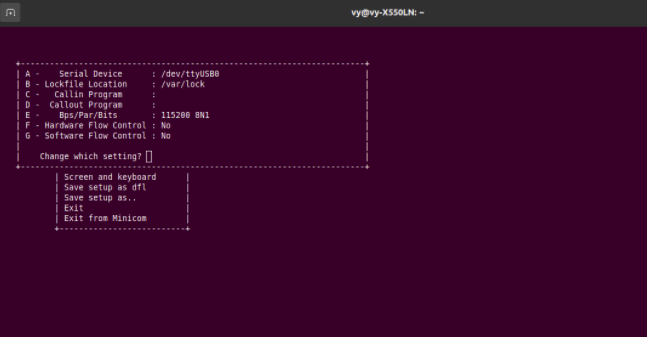 vy@vy-X550LN: ~
A -    Serial Device      : /dev/ttyUSB0
B - Lockfile Location     : /var/lock
C -   Callin Program      :
D -  Callout Program      :
E -    Bps/Par/Bits       : 115200 8N1
F - Hardware Flow Control : No
G - Software Flow Control : No
Change which setting?
Screen and keyboard
Save setup as dfl
Save setup as..
Exit
Exit from Minicom